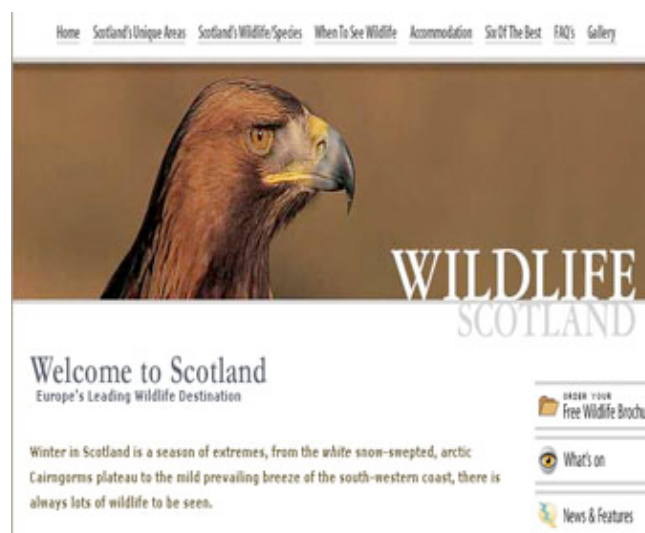 Home Scotland's Unique Areas Scotland's Wildlife/Species When To See Wildlife Accommodation Six Of The Best FAQ's Gallery
WILDLIFE
SCOTLAND
Welcome to Scotland
Europe's Leading Wildlife Destination
Winter in Scotland is a season of extremes, from the white snow-swepted, arctic
Cairngorms plateau to the mild prevailing breeze of the south-western coast, there is
always lots of wildlife to be seen.
ORDER YOUR
Free Wildlife Brochu
What's on
News & Features